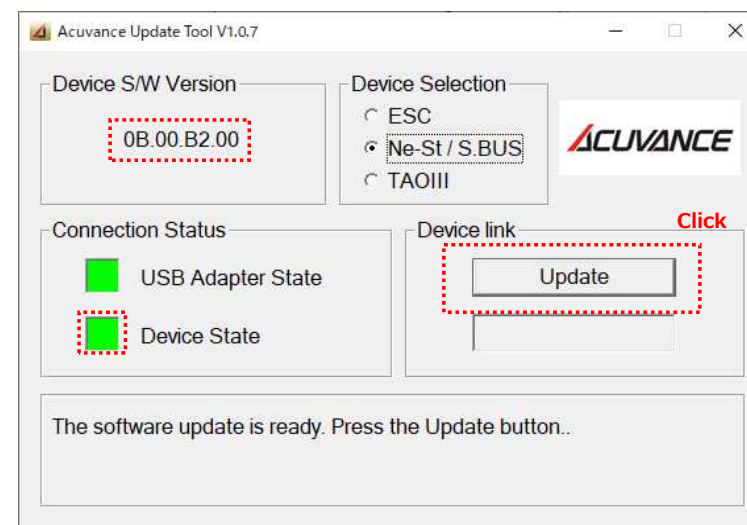 Acuvance Update Tool V1.0.7
Device S/W Version
0B.00.B2.00
Device Selection
ESC
Ne-St / S.BUS
TAOIII
ACUVANCE
Connection Status
USB Adapter State
Device State
Device link
Click
Update
The software update is ready. Press the Update button..